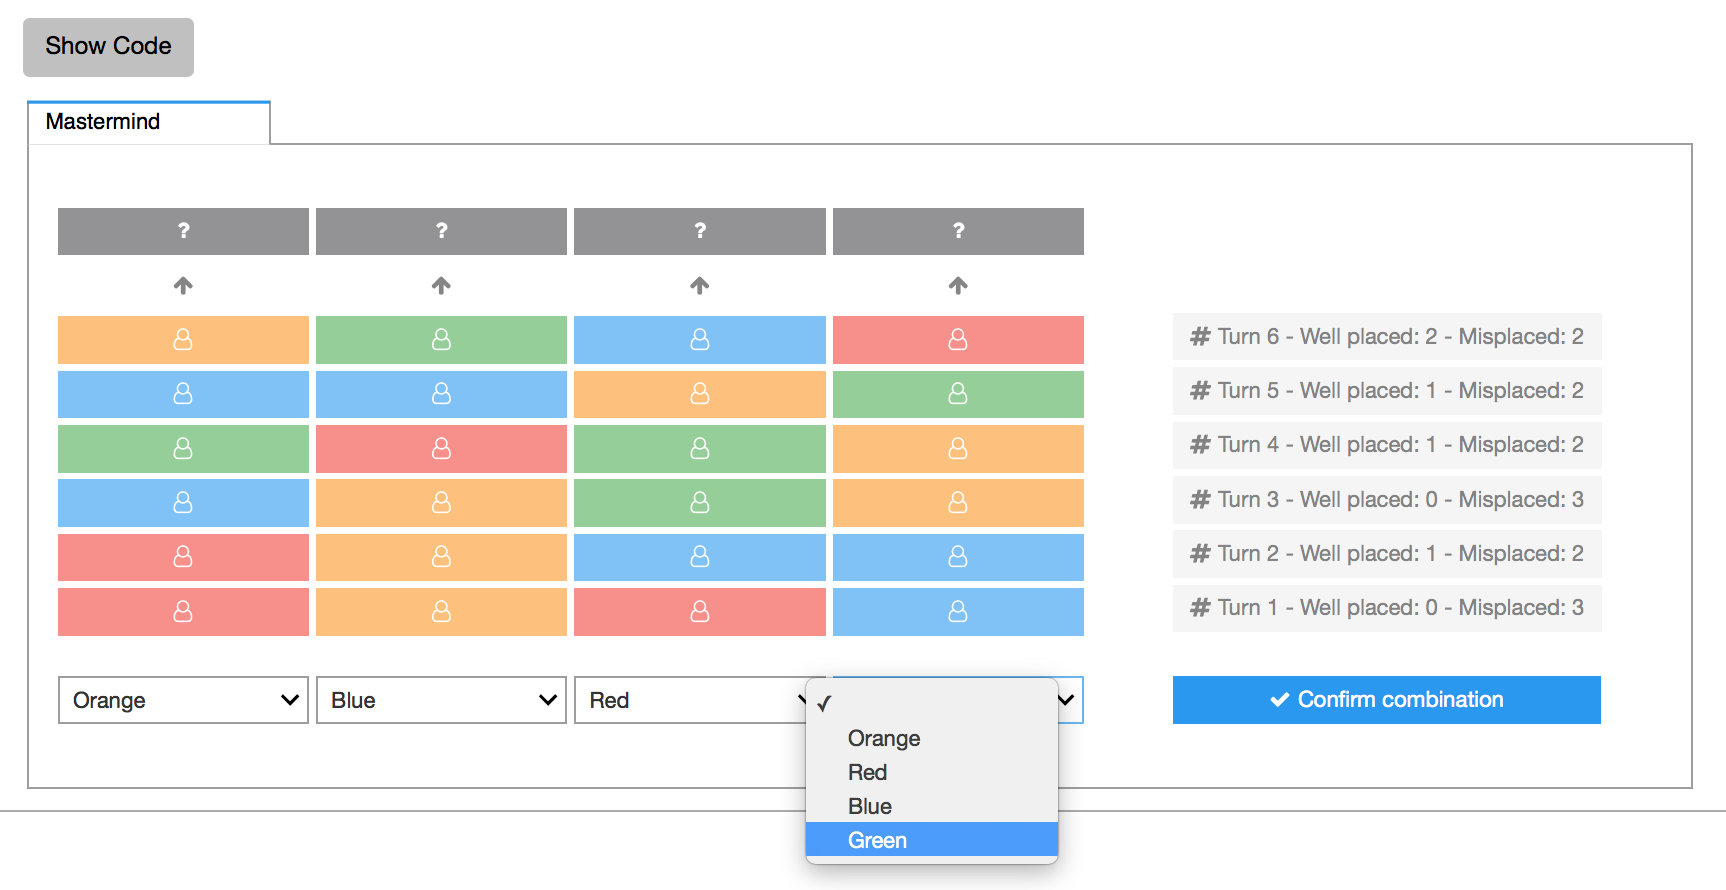 Show Code
Mastermind
? ? ? ?
# Turn 6 - Well placed: 2 - Misplaced: 2
# Turn 5 - Well placed: 1 - Misplaced: 2
# Turn 4 - Well placed: 1 - Misplaced: 2
# Turn 3 - Well placed: 0 - Misplaced: 3
# Turn 2 - Well placed: 1 - Misplaced: 2
# Turn 1 - Well placed: 0 - Misplaced: 3
Orange Blue Red
✓ Confirm combination
✓
Orange
Red
Blue
Green